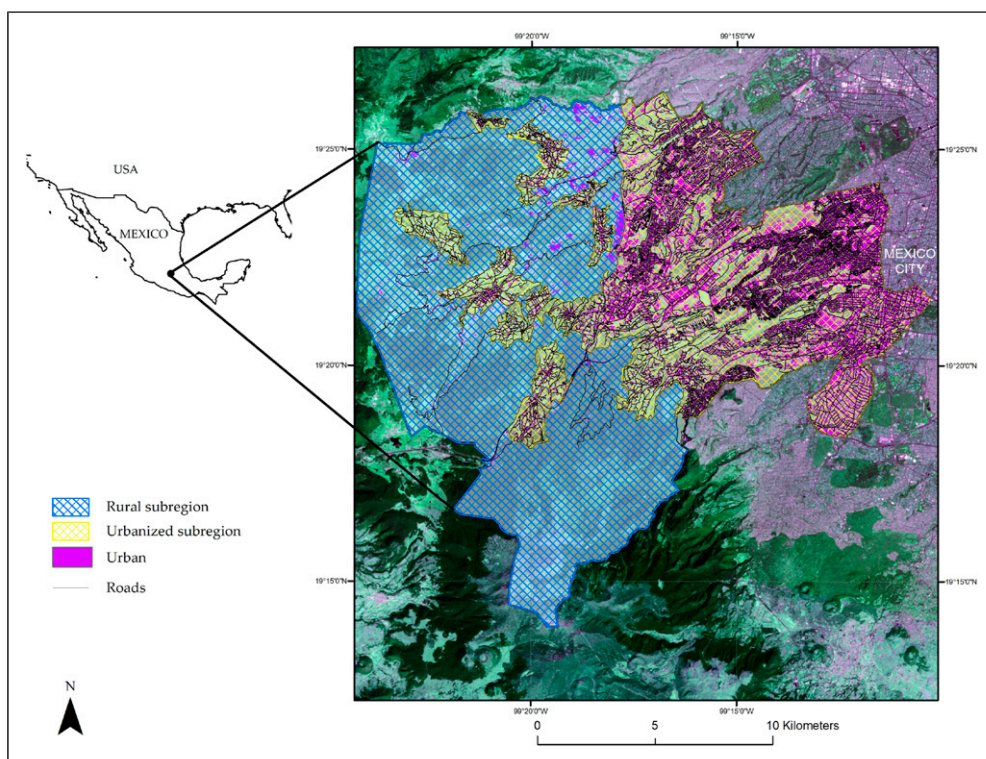 99°20'0"W
99°15'0"W
19°25'0"N
19°25'0"N
USA
MEXICO
MEXICO
CITY
19°20'0"N
19°20'0"N
Rural subregion
Urbanized subregion
Urban
Roads
19°15'0"N
19°15'0"N
N
99°20'0"W
99°15'0"W
0
5
10 Kilometers